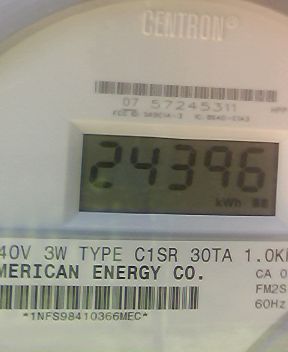 CENTRON®
07 57245311
24396
kWh
40V 3W TYPE C1SR 30TA 1.0K
MERICAN ENERGY CO.
CA 0
FM2S
60Hz
*1NFS98410366MEC*